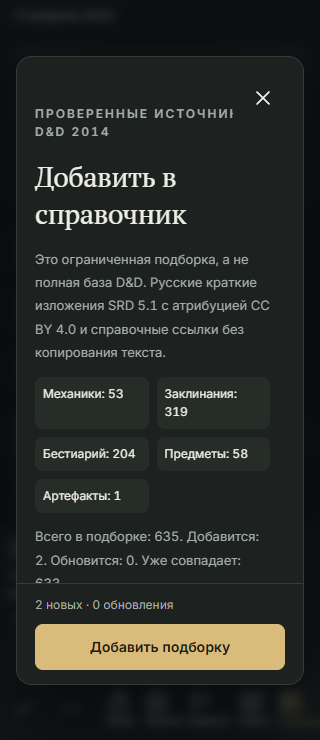 ПРОВЕРЕННЫЕ ИСТОЧНИК
D&D 2014
Добавить в
справочник
Это ограниченная подборка, а не
полная база D&D. Русские краткие
изложения SRD 5.1 с атрибуцией CC
BY 4.0 и справочные ссылки без
копирования текста.
Механики: 53
Заклинания:
319
Бестиарий: 204
Предметы: 58
Артефакты: 1
Всего в подборке: 635. Добавится:
2. Обновится: 0. Уже совпадает:
633
2 новых · 0 обновления
Добавить подборку